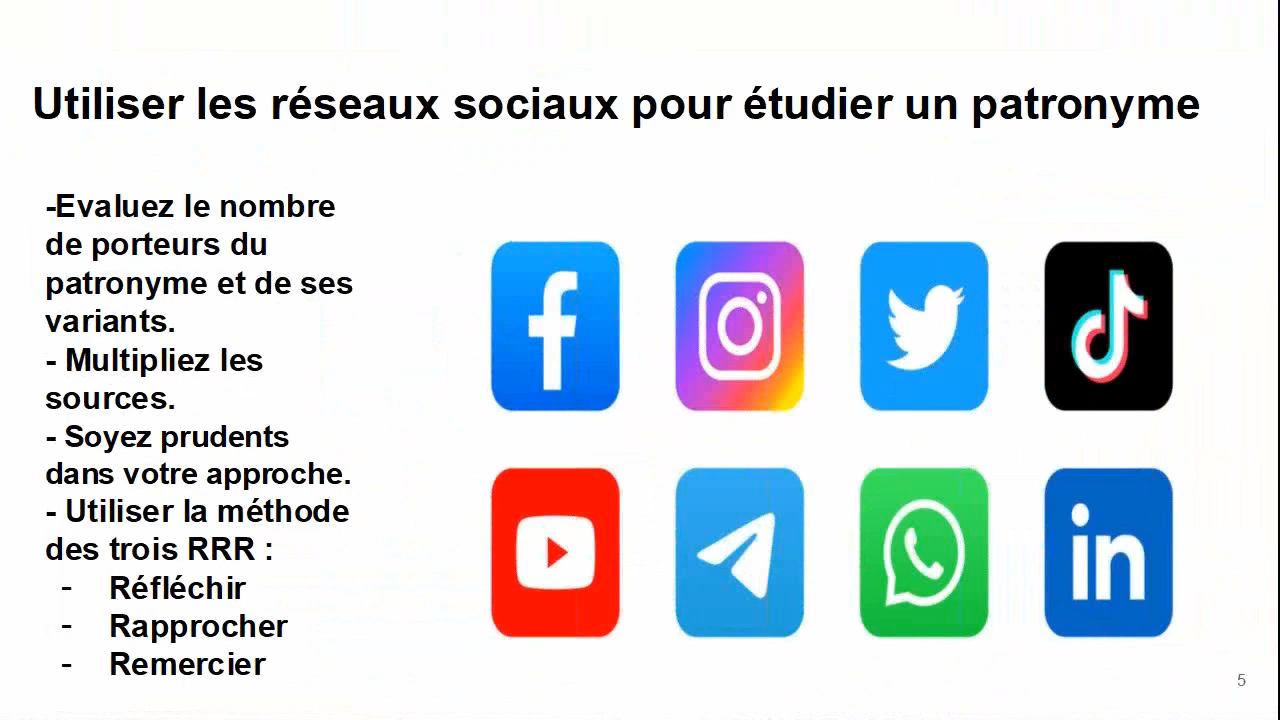 Utiliser les réseaux sociaux pour étudier un patronyme
-Evaluez le nombre
de porteurs du
patronyme et de ses
variants.
- Multipliez les
sources.
- Soyez prudents
dans votre approche.
- Utiliser la méthode
des trois RRR :
- Réfléchir
- Rapprocher
- Remercier
in
5